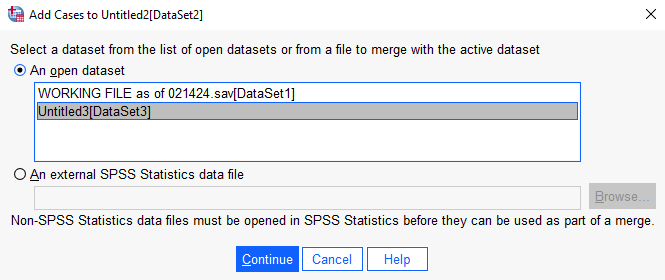 Add Cases to Untitled2[DataSet2]
Select a dataset from the list of open datasets or from a file to merge with the active dataset
An open dataset
WORKING FILE as of 021424.sav[DataSet1]
Untitled3[DataSet3]
An external SPSS Statistics data file
Browse...
Non-SPSS Statistics data files must be opened in SPSS Statistics before they can be used as part of a merge.
Continue Cancel Help